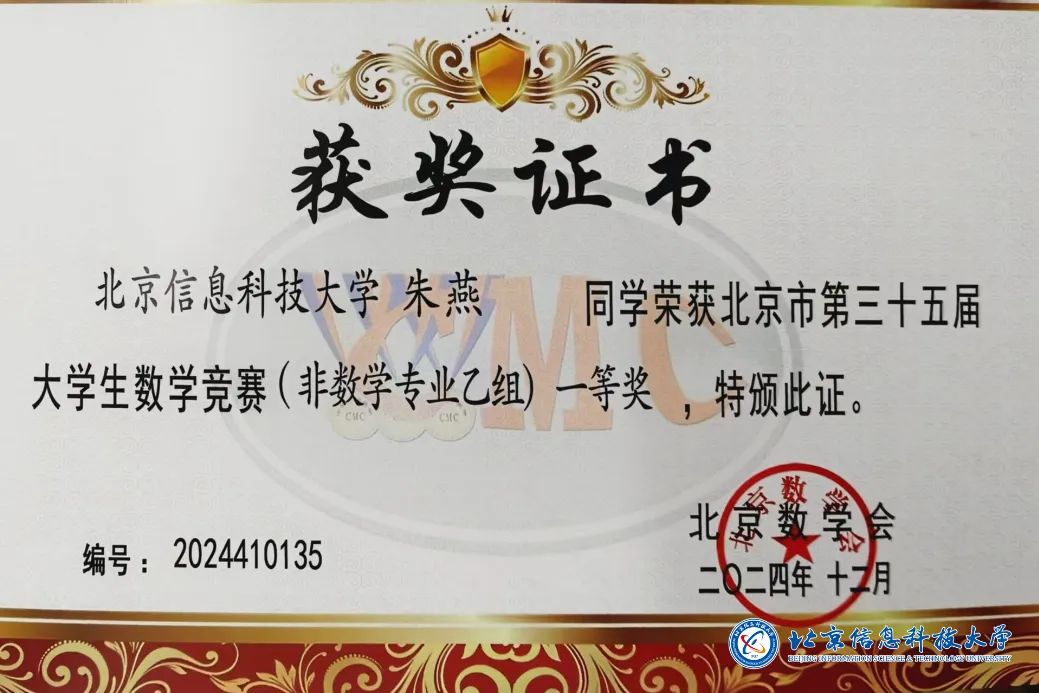 获奖证书
北京信息科技大学 朱燕 同学荣获北京市第三十五届
大学生数学竞赛(非数学专业乙组) 一等奖 ,特颁此证。
CMC
CMC CMC
北京数学会
北京数学会
编号:2024410135
二〇二四年 十二月
北京信息科技大学
BEIJING INFORMATION SCIENCE & TECHNOLOGY UNIVERSITY